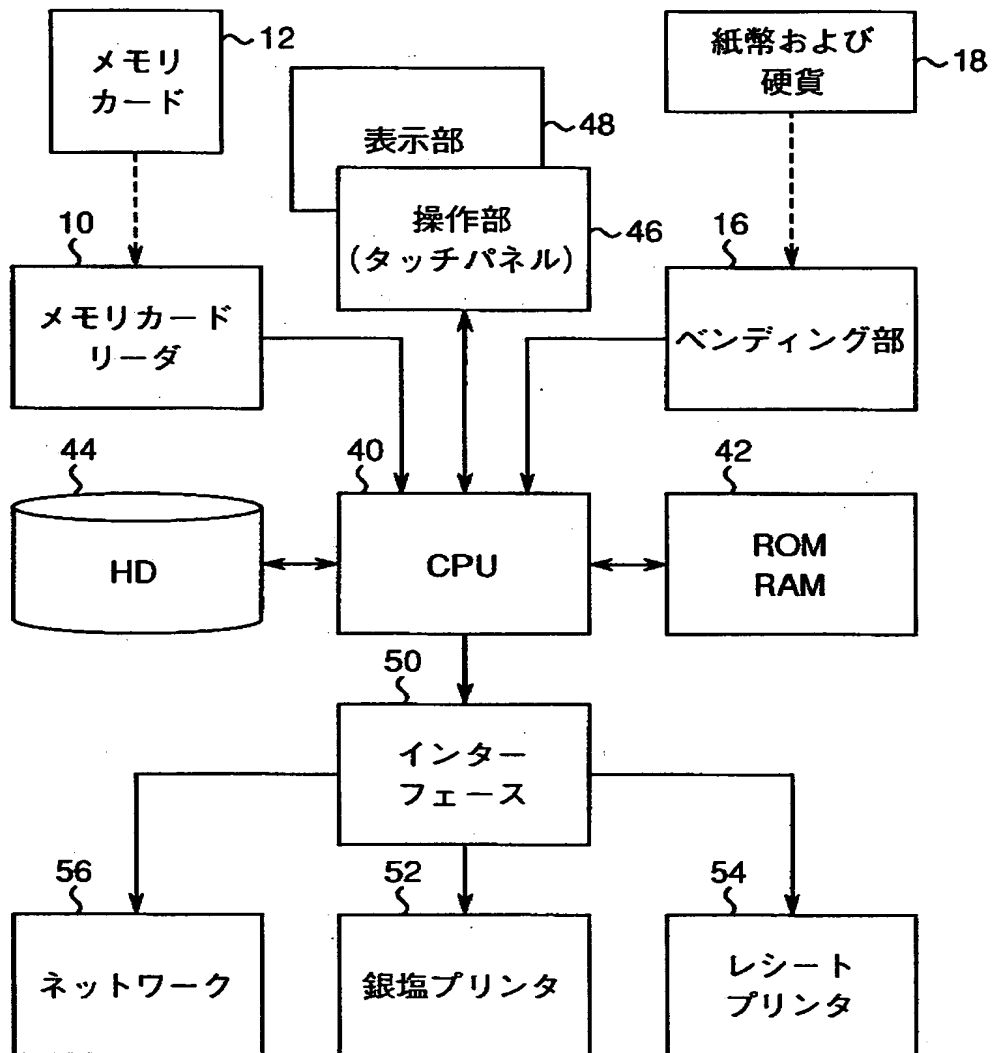 メモリ
カード
12
紙幣および
硬貨
18
表示部
48
操作部
(タッチパネル)
46
10
メモリカード
リーダ
16
ベンディング部
44
HD
40
CPU
42
ROM
RAM
50
インター
フェース
56
ネットワーク
52
銀塩プリンタ
54
レシート
プリンタ